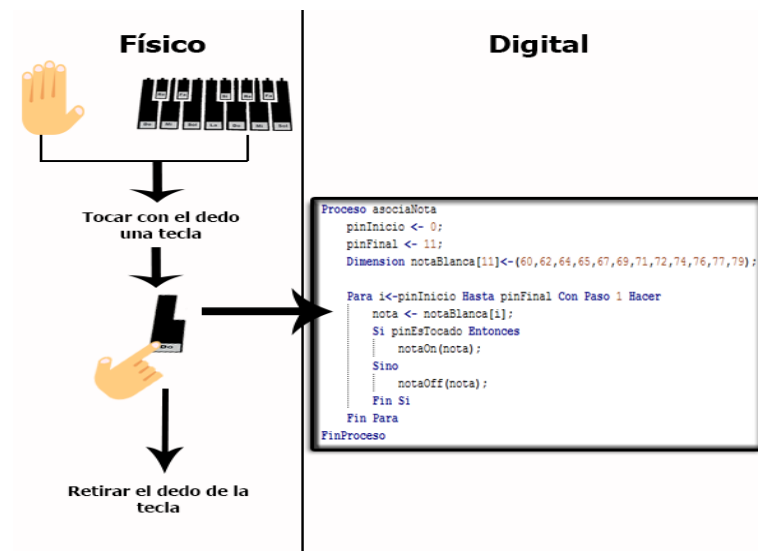 Físico
Digital
Tocar con el dedo
una tecla
Do
Retirar el dedo de la
tecla
Proceso asociaNota
pinInicio <- 0;
pinFinal <- 11;
Dimension notaBlanca[11]<-(60,62,64,65,67,69,71,72,74,76,77,79);
Para i<-pinInicio Hasta pinFinal Con Paso 1 Hacer
nota <- notaBlanca[i];
Si pinEsTocado Entonces
notaOn(nota);
Sino
notaOff(nota);
Fin Si
Fin Para
FinProceso